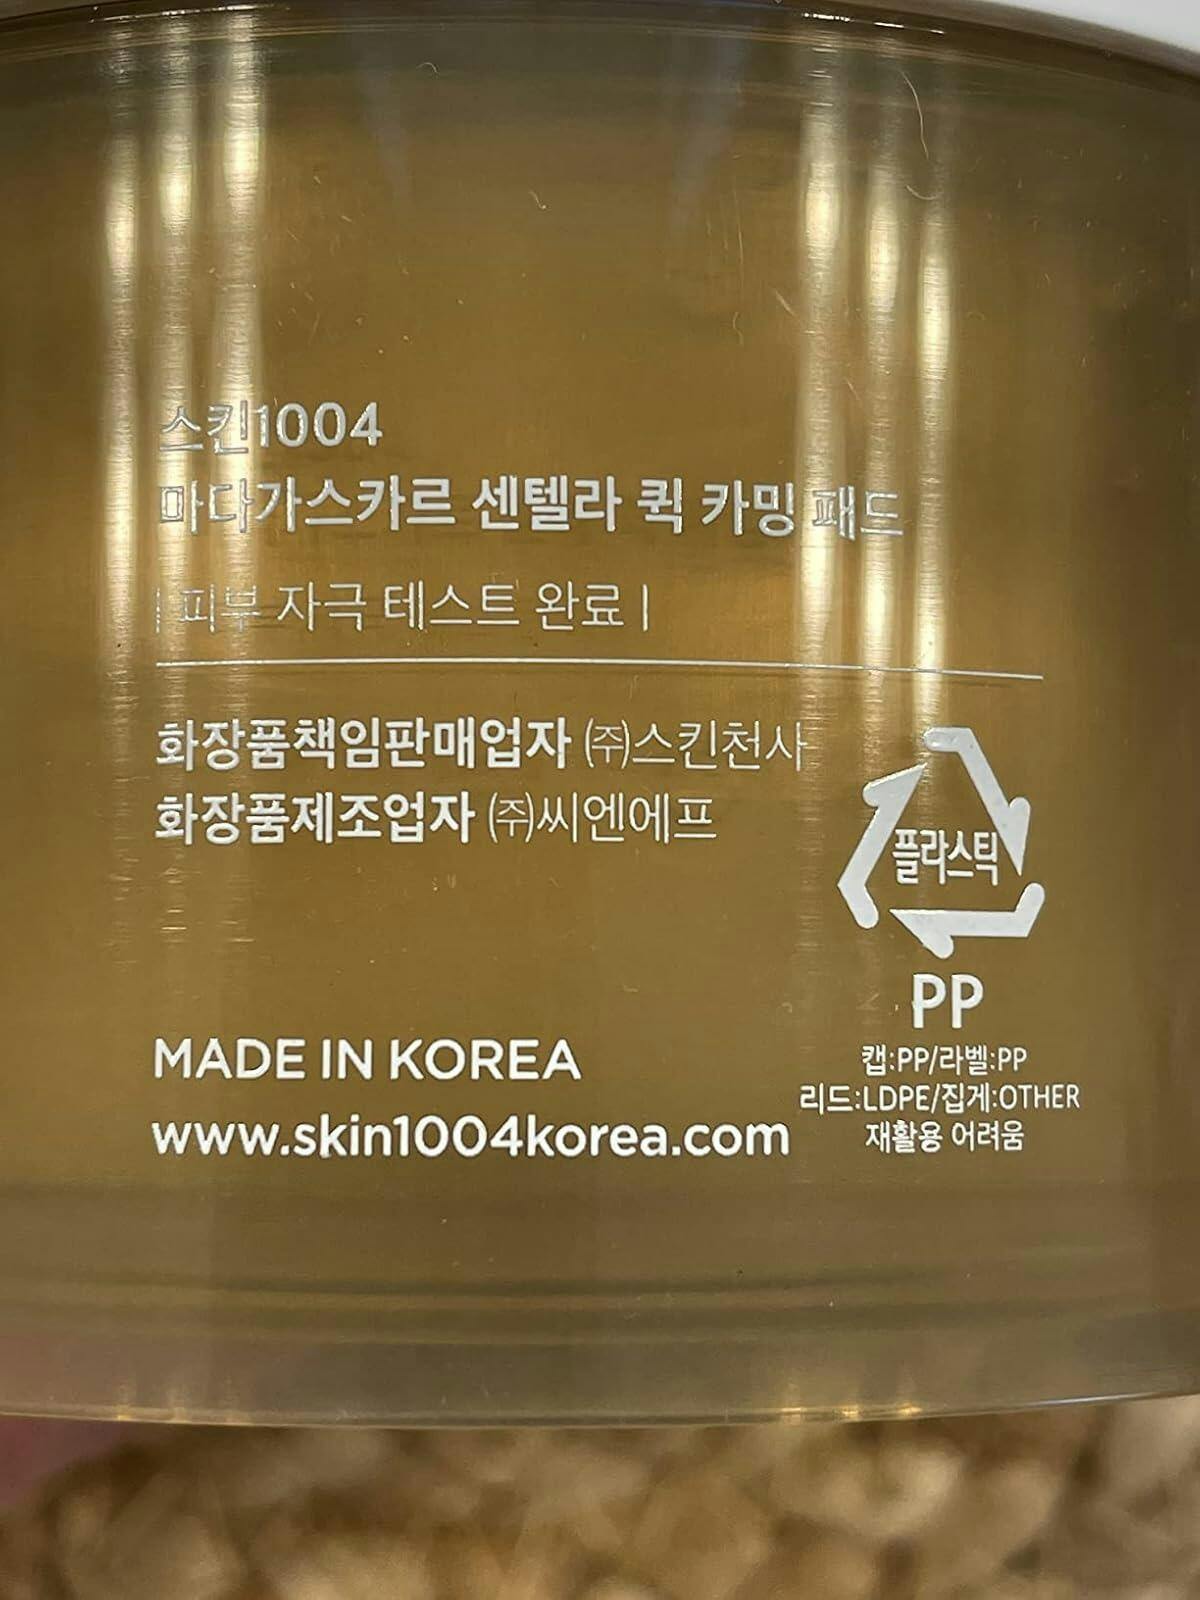 스킨1004
마다가스카르 센텔라 퀵 카밍 패드
| 피부 자극 테스트 완료 |
화장품책임판매업자 ㈜스킨천사
화장품제조업자 ㈜씨엔에프
플라스틱
PP
캡:PP/라벨:PP
리드:LDPE/집게:OTHER
재활용 어려움
MADE IN KOREA
www.skin1004korea.com